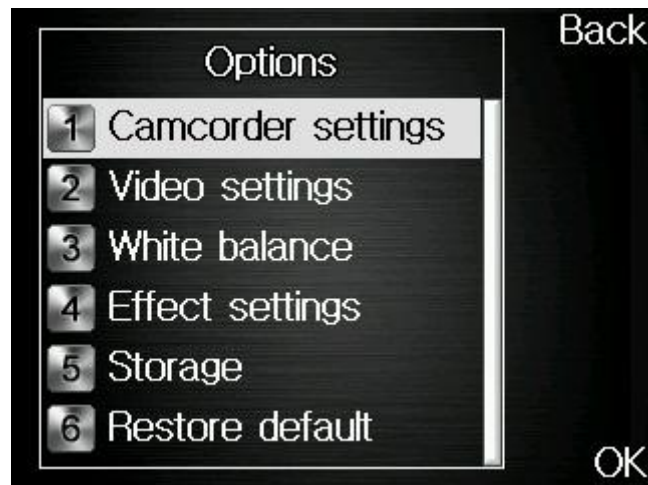 Back
Options
1 Camcorder settings
2 Video settings
3 White balance
4 Effect settings
5 Storage
6 Restore default
OK